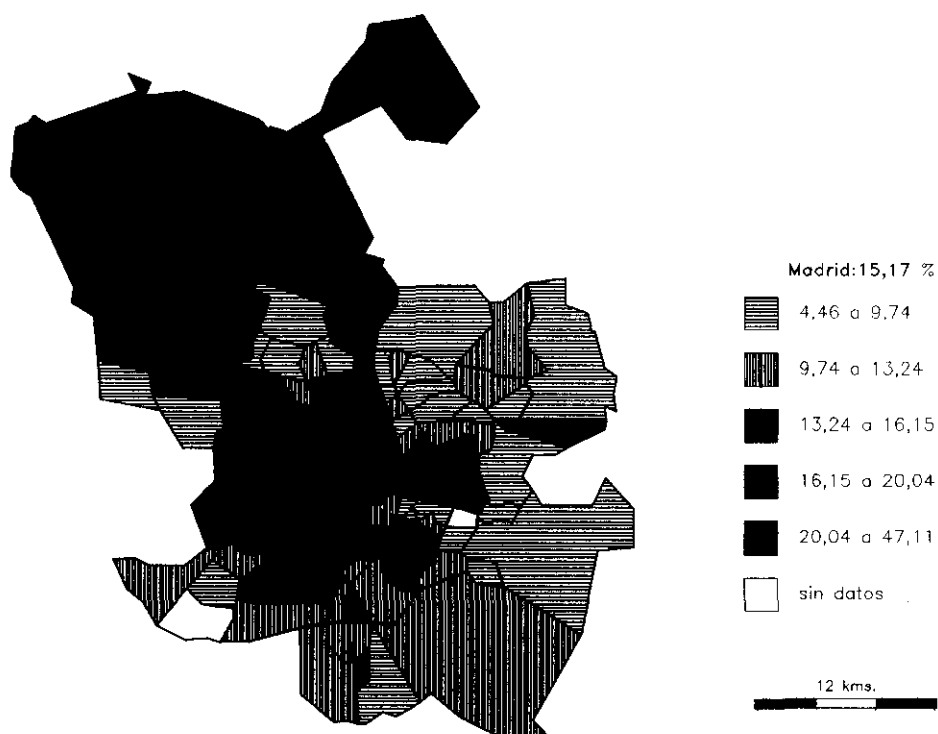 Madrid:15,17 %
4,46 a 9,74
9,74 a 13,24
13,24 a 16,15
16,15 a 20,04
20,04 a 47,11
sin datos
12 kms.